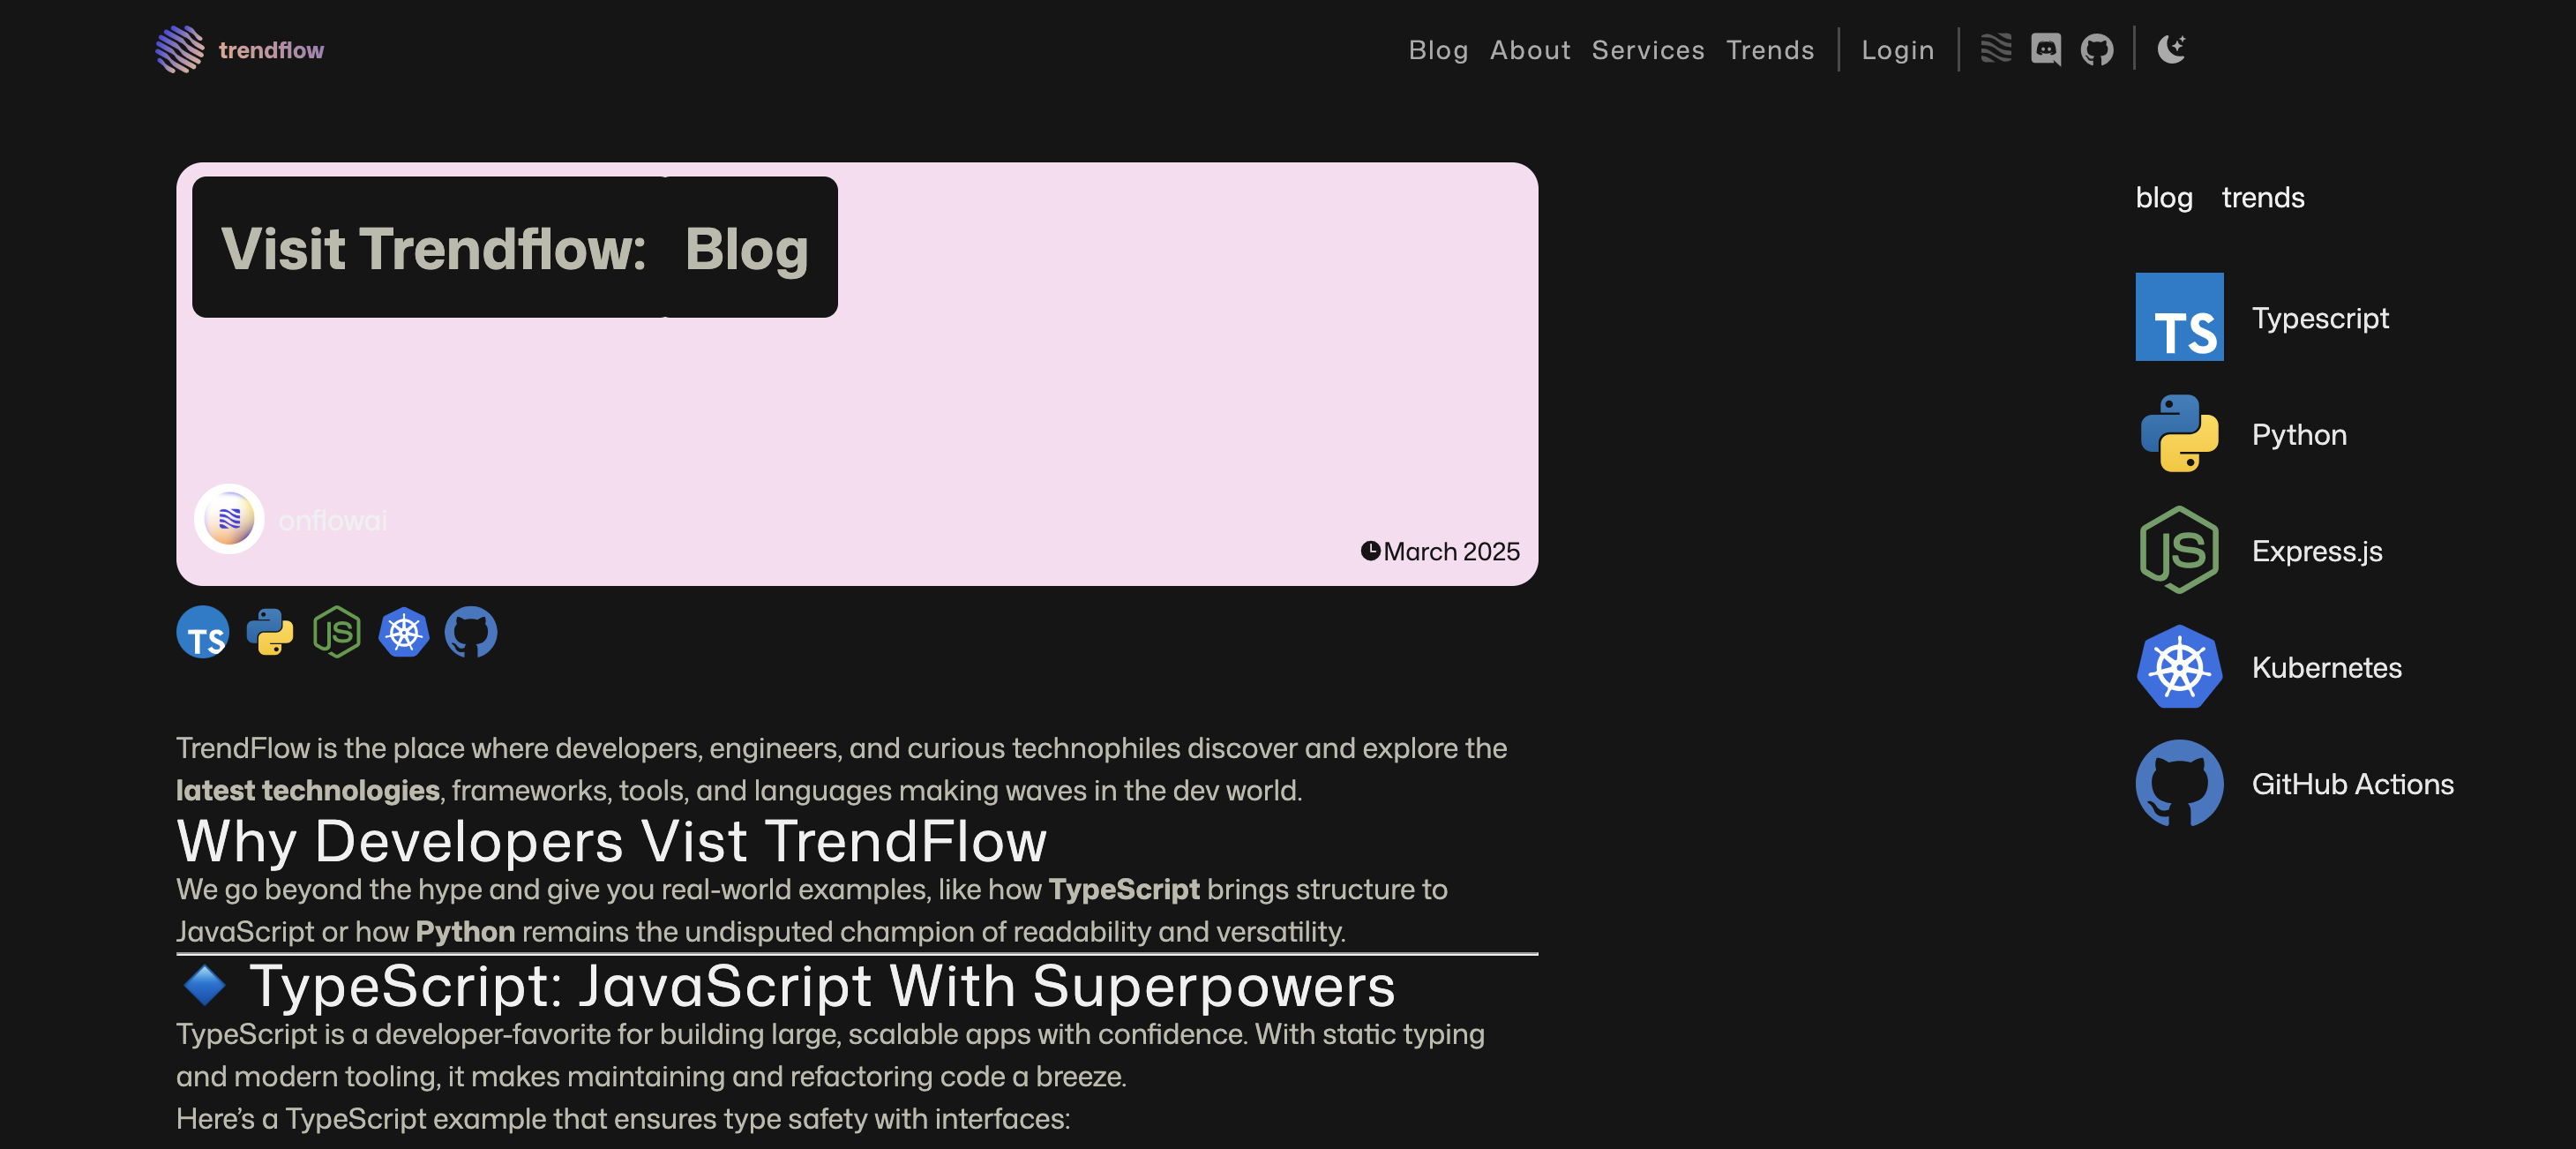 trendflow
Blog About Services Trends Login
Visit Trendflow: Blog
onflowai
March 2025
TS JS
TrendFlow is the place where developers, engineers, and curious technophiles discover and explore the
latest technologies, frameworks, tools, and languages making waves in the dev world.
Why Developers Vist TrendFlow
We go beyond the hype and give you real-world examples, like how TypeScript brings structure to
JavaScript or how Python remains the undisputed champion of readability and versatility.
TypeScript: JavaScript With Superpowers
TypeScript is a developer-favorite for building large, scalable apps with confidence. With static typing
and modern tooling, it makes maintaining and refactoring code a breeze.
Here’s a TypeScript example that ensures type safety with interfaces:
blog trends
TS Typescript
Python
JS Express.js
Kubernetes
GitHub Actions